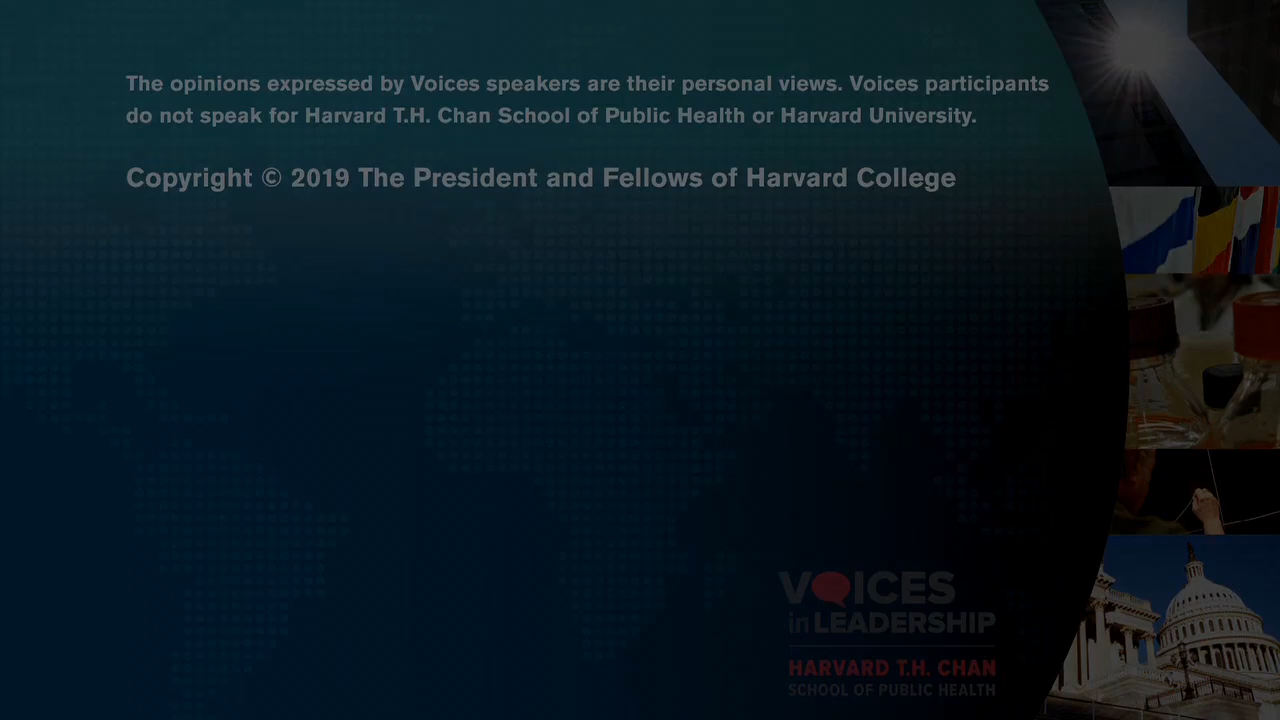 The opinions expressed by Voices speakers are their personal views. Voices participants
do not speak for Harvard T.H. Chan School of Public Health or Harvard University.
Copyright © 2019 The President and Fellows of Harvard College
VOICES
in LEADERSHIP
HARVARD T.H. CHAN
SCHOOL OF PUBLIC HEALTH